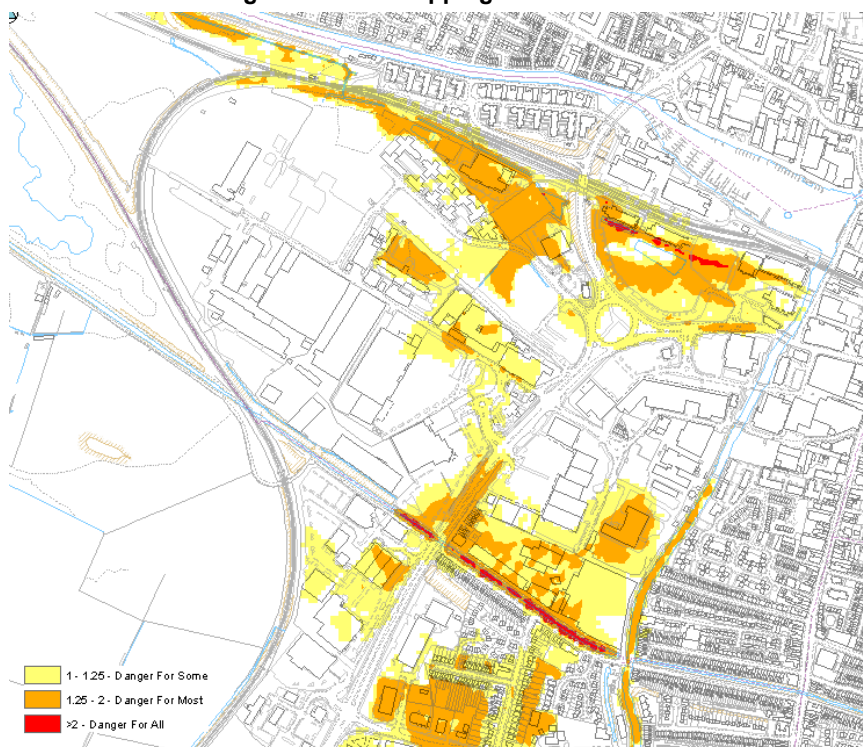 1 - 1.25 - Danger For Some
1.25 - 2 - Danger For Most
>2 - Danger For All